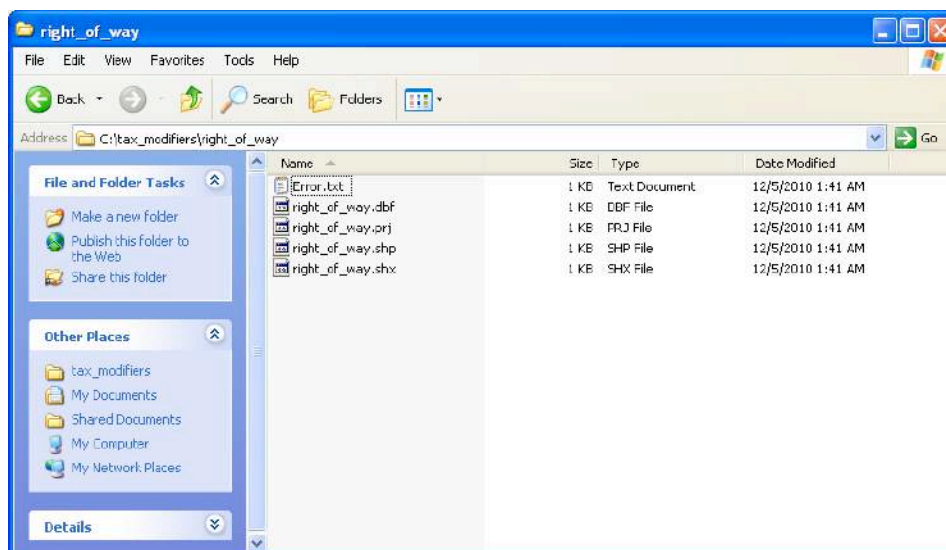 right_of_way
File Edit View Favorites Tools Help
Back Search Folders
Address C:\tax_modifiers\right_of_way Go
Name Size Type Date Modified
Error.txt 1 KB Text Document 12/5/2010 1:41 AM
right_of_way.dbf 1 KB DBF File 12/5/2010 1:41 AM
right_of_way.prj 1 KB PRJ File 12/5/2010 1:41 AM
right_of_way.shp 1 KB SHP File 12/5/2010 1:41 AM
right_of_way.shx 1 KB SHX File 12/5/2010 1:41 AM
File and Folder Tasks
Make a new folder
Publish this folder to
the Web
Share this folder
Other Places
tax_modifiers
My Documents
Shared Documents
My Computer
My Network Places
Details